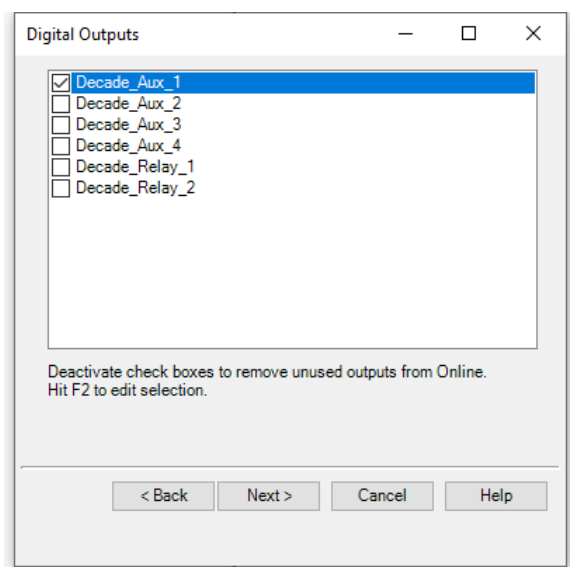 Digital Outputs
Decade_Aux_1
Decade_Aux_2
Decade_Aux_3
Decade_Aux_4
Decade_Relay_1
Decade_Relay_2
Deactivate check boxes to remove unused outputs from Online.
Hit F2 to edit selection.
< Back Next > Cancel Help